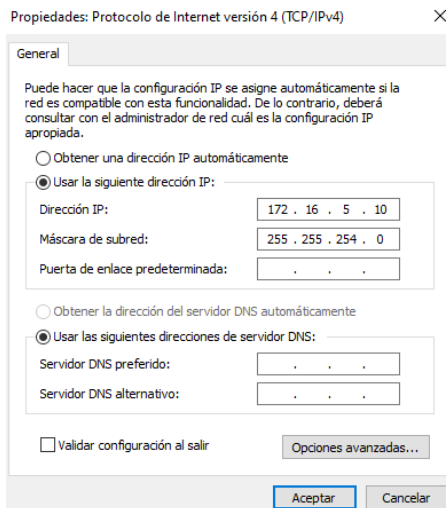 Propiedades: Protocolo de Internet versión 4 (TCP/IPv4)
General
Puede hacer que la configuración IP se asigne automáticamente si la
red es compatible con esta funcionalidad. De lo contrario, deberá
consultar con el administrador de red cuál es la configuración IP
apropiada.
Obtener una dirección IP automáticamente
Usar la siguiente dirección IP:
Dirección IP: 172 . 16 . 5 . 10
Máscara de subred: 255 . 255 . 254 . 0
Puerta de enlace predeterminada: . . .
Obtener la dirección del servidor DNS automáticamente
Usar las siguientes direcciones de servidor DNS:
Servidor DNS preferido: . . .
Servidor DNS alternativo: . . .
Validar configuración al salir Opciones avanzadas...
Aceptar Cancelar